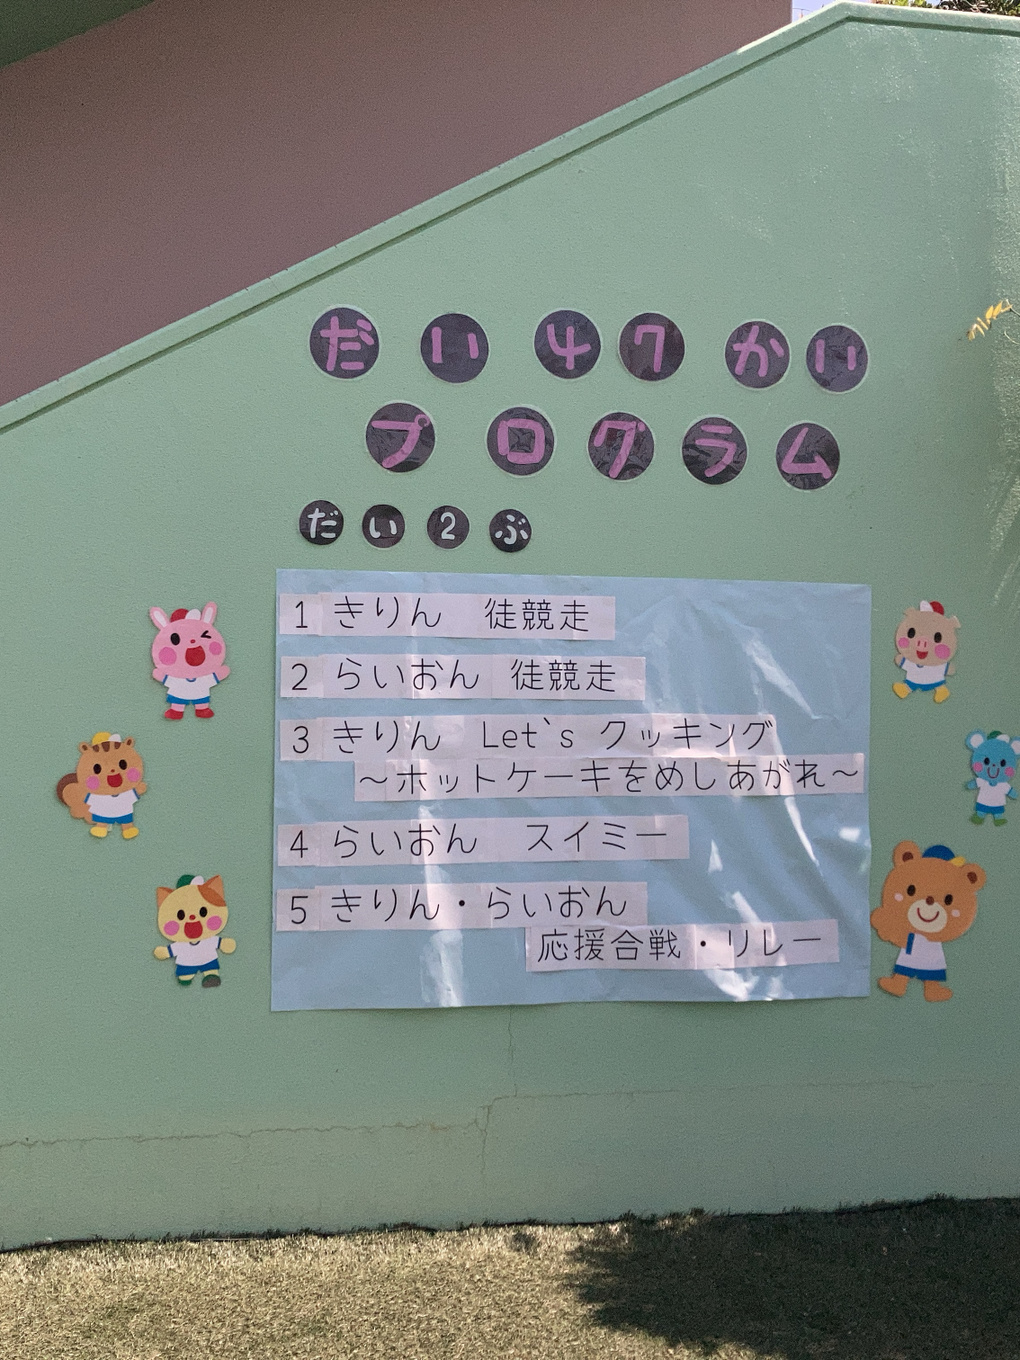 だい47かい
プログラム
だい2ぶ
1 きりん　徒競走
2 らいおん　徒競走
3 きりん　Let`s クッキング
～ホットケーキをめしあがれ～
4 らいおん　スイミー
5 きりん・らいおん
応援合戦・リレー